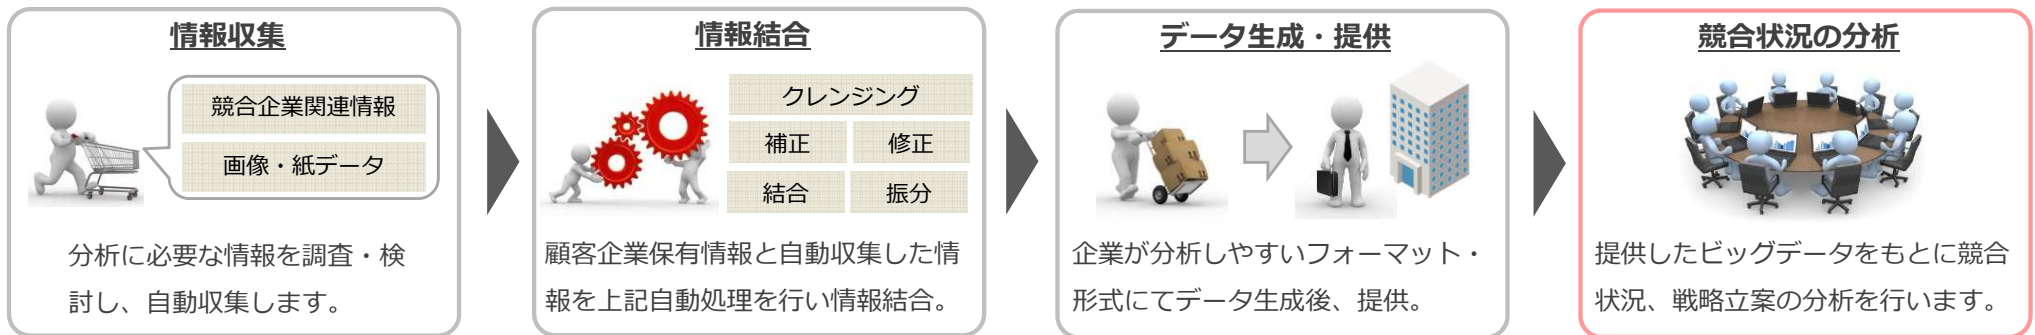 情報収集
競合企業関連情報
画像・紙データ
分析に必要な情報を調査・検
討し、自動収集します。
情報結合
クレンジング
補正 修正
結合 振分
顧客企業保有情報と自動収集した情
報を上記自動処理を行い情報結合。
データ生成・提供
企業が分析しやすいフォーマット・
形式にてデータ生成後、提供。
競合状況の分析
提供したビッグデータをもとに競合
状況、戦略立案の分析を行います。